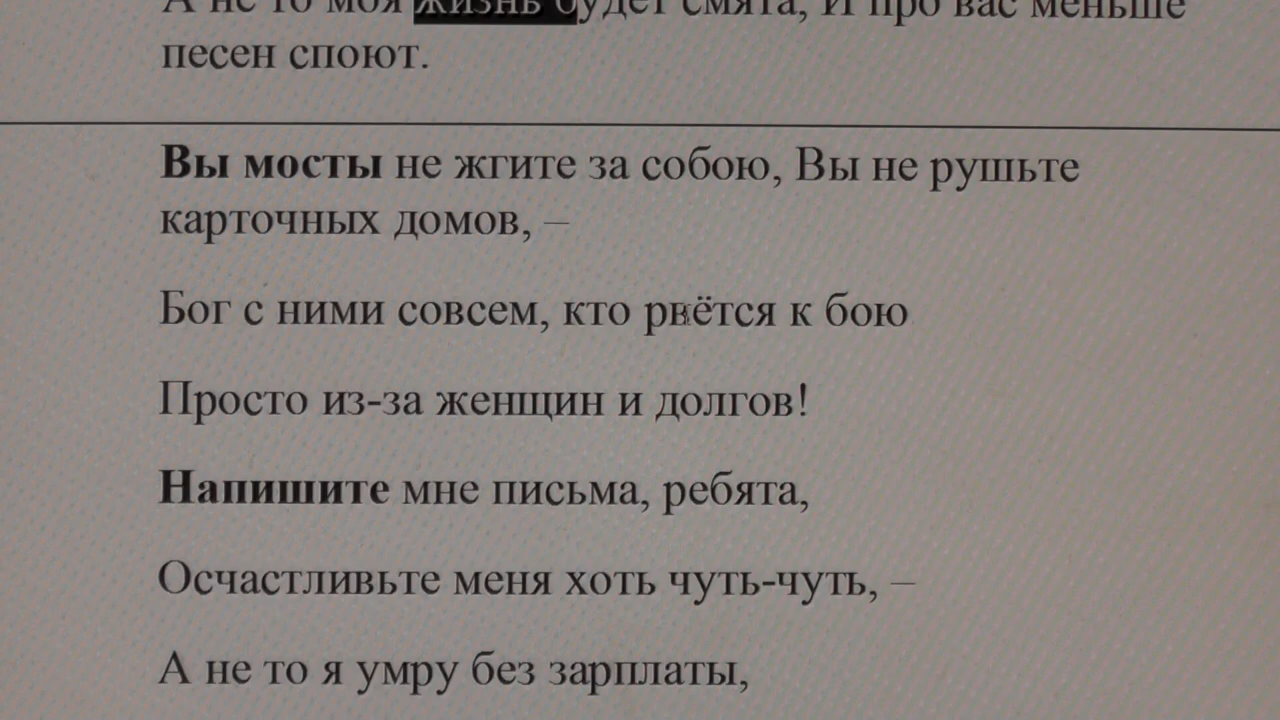 А не то моя жизнь будет смята, И про вас меньше
песен споют.
Вы мосты не жгите за собою, Вы не рушьте
карточных домов, –
Бог с ними совсем, кто рвётся к бою
Просто из-за женщин и долгов!
Напишите мне письма, ребята,
Осчастливьте меня хоть чуть-чуть, –
А не то я умру без зарплаты,